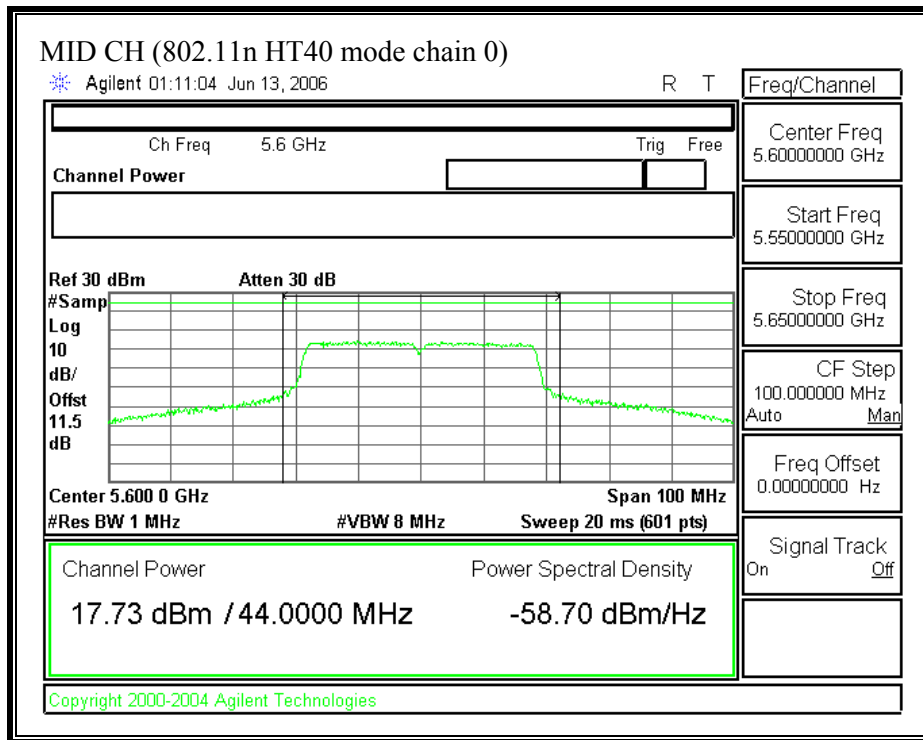 MID CH (802.11n HT40 mode chain 0)
Agilent 01:11:04 Jun 13, 2006 R T
Freq/Channel
Ch Freq 5.6 GHz Trig Free
Channel Power
Center Freq
5.60000000 GHz
Start Freq
5.55000000 GHz
Stop Freq
5.65000000 GHz
CF Step
100.000000 MHz
Auto Man
Freq Offset
0.00000000 Hz
Signal Track
On Off
Ref 30 dBm Atten 30 dB
#Samp
Log
10
dB/
Offst
11.5
dB
Center 5.600 0 GHz Span 100 MHz
#Res BW 1 MHz #VBW 8 MHz Sweep 20 ms (601 pts)
Channel Power Power Spectral Density
17.73 dBm / 44.0000 MHz -58.70 dBm/Hz
Copyright 2000-2004 Agilent Technologies